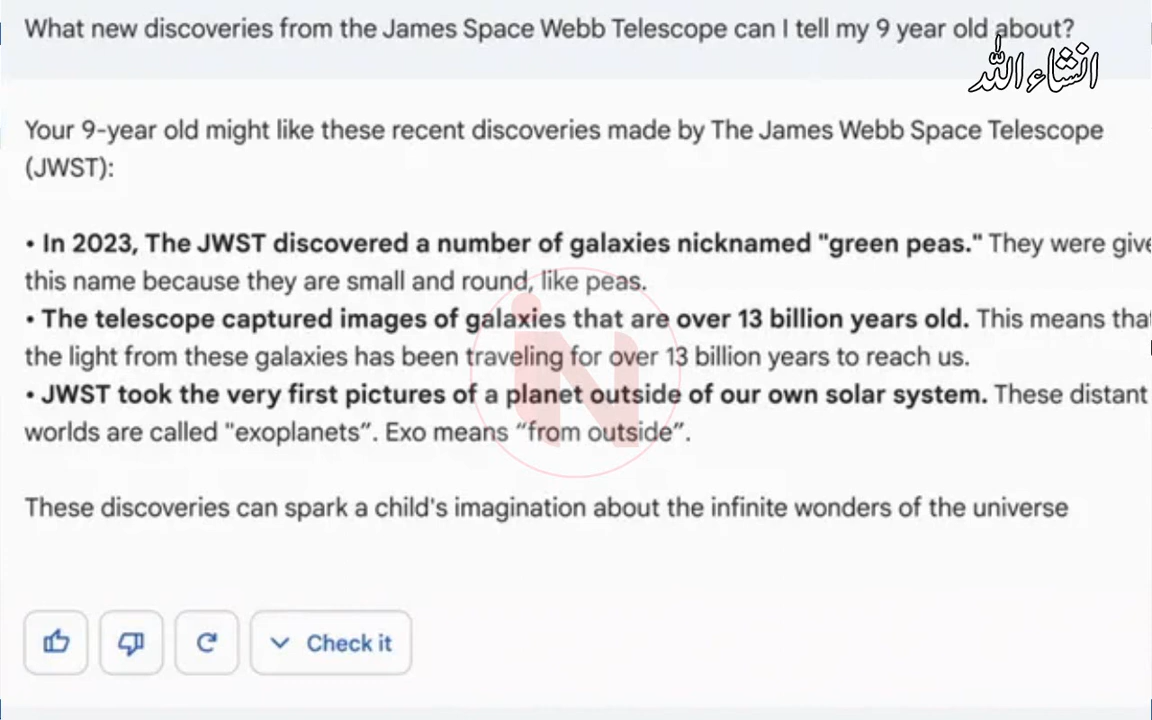 What new discoveries from the James Space Webb Telescope can I tell my 9 year old about?
انشاء اللہ
Your 9-year old might like these recent discoveries made by The James Webb Space Telescope
(JWST):
• In 2023, The JWST discovered a number of galaxies nicknamed "green peas." They were give
this name because they are small and round, like peas.
• The telescope captured images of galaxies that are over 13 billion years old. This means that
the light from these galaxies has been traveling for over 13 billion years to reach us.
• JWST took the very first pictures of a planet outside of our own solar system. These distant
worlds are called "exoplanets”. Exo means “from outside”.
These discoveries can spark a child's imagination about the infinite wonders of the universe
iN
Check it